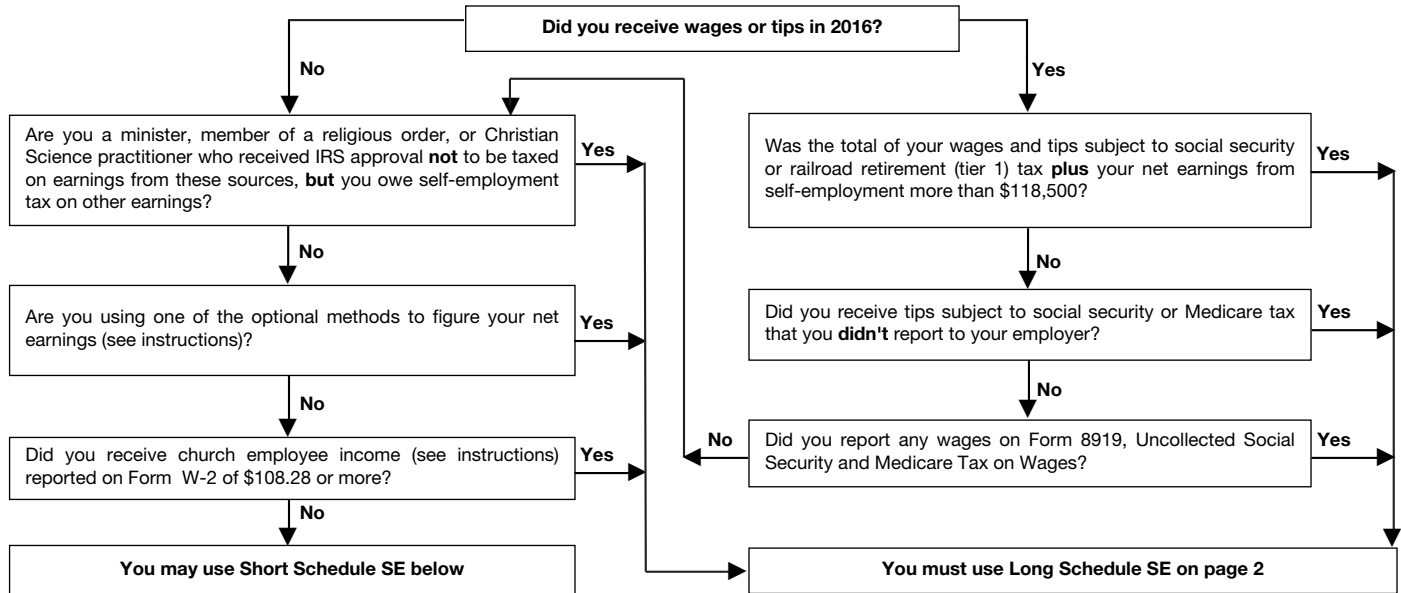 Did you receive wages or tips in 2016?
No
Yes
Are you a minister, member of a religious order, or Christian
Science practitioner who received IRS approval not to be taxed
on earnings from these sources, but you owe self-employment
tax on other earnings?
Yes
Was the total of your wages and tips subject to social security
or railroad retirement (tier 1) tax plus your net earnings from
self-employment more than $118,500?
Yes
No
No
Are you using one of the optional methods to figure your net
earnings (see instructions)?
Yes
Did you receive tips subject to social security or Medicare tax
that you didn't report to your employer?
Yes
No
No
Did you receive church employee income (see instructions)
reported on Form W-2 of $108.28 or more?
Yes
No
Did you report any wages on Form 8919, Uncollected Social
Security and Medicare Tax on Wages?
Yes
No
You may use Short Schedule SE below
You must use Long Schedule SE on page 2